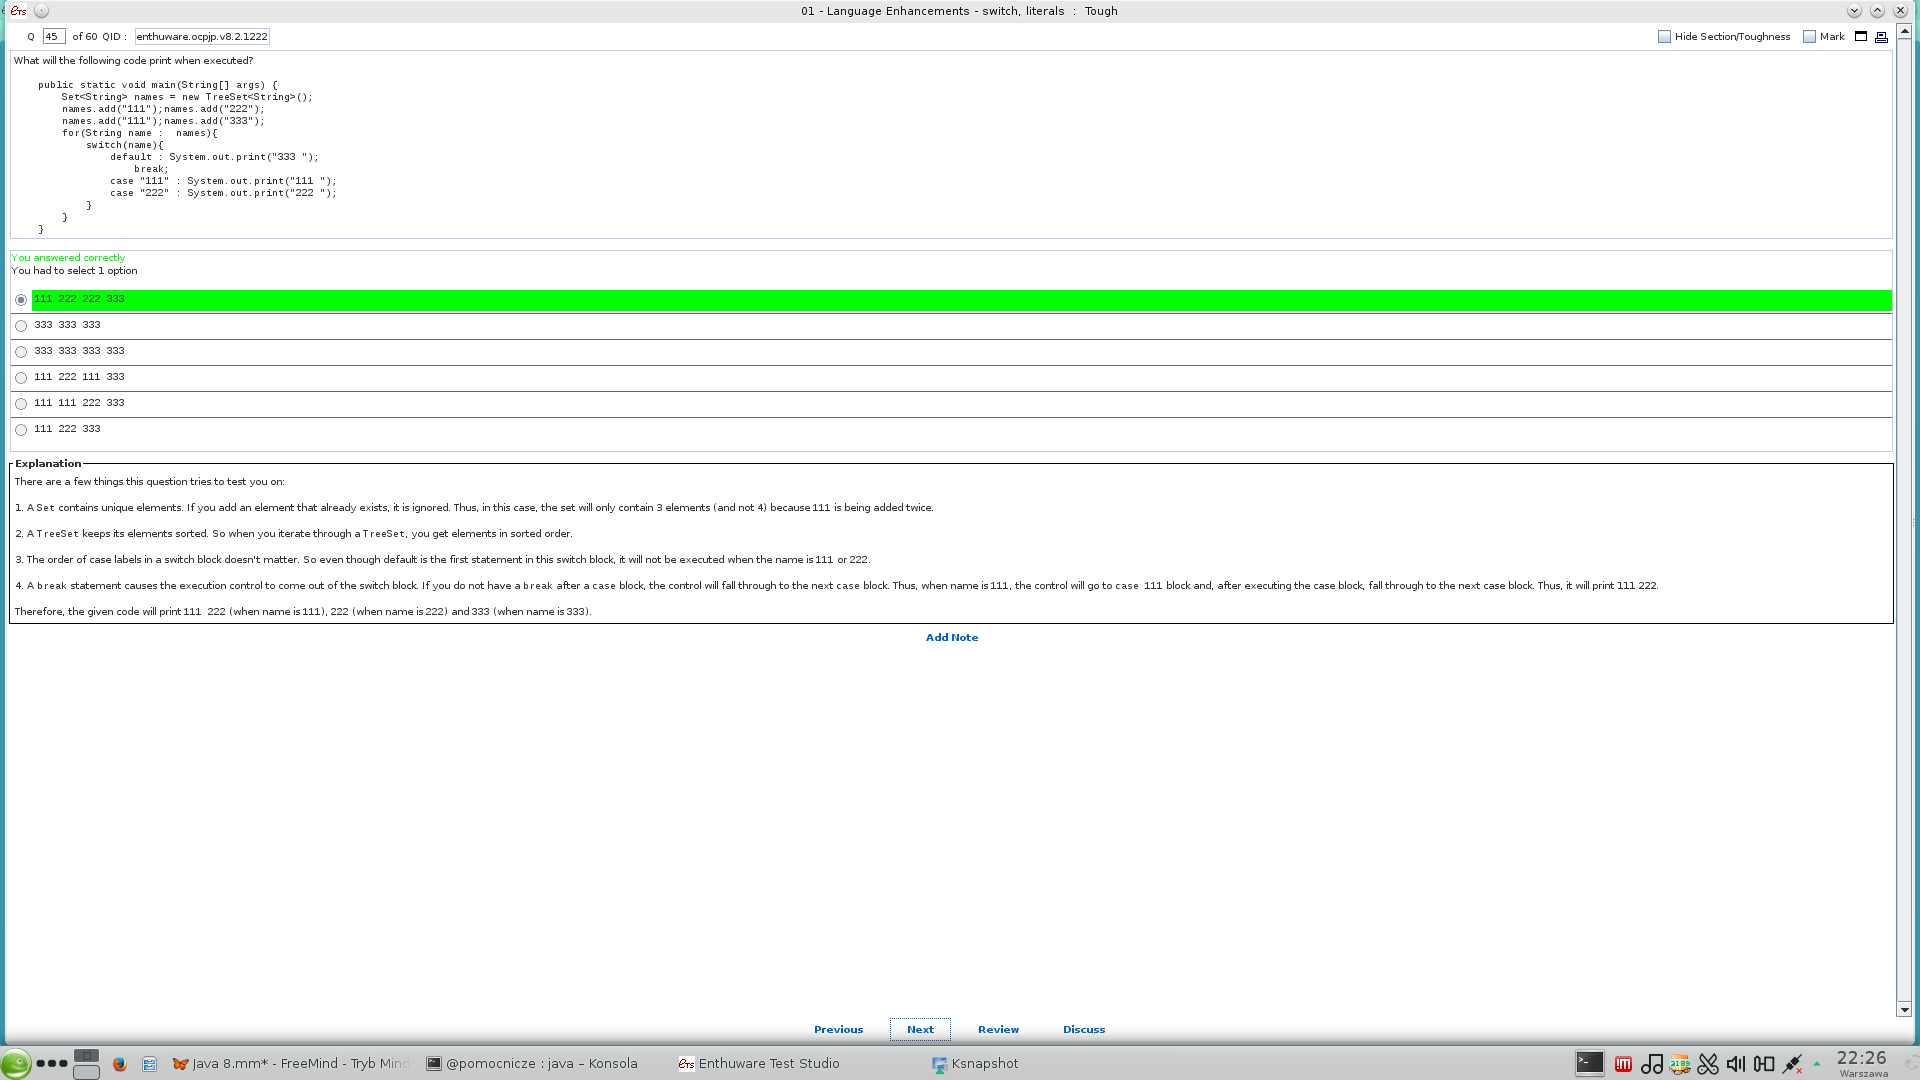 01 - Language Enhancements - switch, literals  :  Tough
Q 45 of 60 QID : enthuware.ocpjp.v8.2.1222
Hide Section/Toughness
Mark
What will the following code print when executed?
public static void main(String[] args) {
    Set<String> names = new TreeSet<String>();
    names.add("111");names.add("222");
    names.add("111");names.add("333");
    for(String name :  names){
        switch(name){
            default : System.out.print("333 ");
                break;
            case "111" : System.out.print("111 ");
            case "222" : System.out.print("222 ");
        }
    }
}
You answered correctly
You had to select 1 option
111 222 222 333
333 333 333
333 333 333 333
111 222 111 333
111 111 222 333
111 222 333
Explanation
There are a few things this question tries to test you on:
1. A Set contains unique elements. If you add an element that already exists, it is ignored. Thus, in this case, the set will only contain 3 elements (and not 4) because 111 is being added twice.
2. A TreeSet keeps its elements sorted. So when you iterate through a TreeSet, you get elements in sorted order.
3. The order of case labels in a switch block doesn't matter. So even though default is the first statement in this switch block, it will not be executed when the name is 111 or 222.
4. A break statement causes the execution control to come out of the switch block. If you do not have a break after a case block, the control will fall through to the next case block. Thus, when name is 111, the control will go to case 111 block and, after executing the case block, fall through to the next case block. Thus, it will print 111 222.
Therefore, the given code will print 111 222 (when name is 111), 222 (when name is 222) and 333 (when name is 333).
Add Note
Previous
Next
Review
Discuss
Java 8.mm* - FreeMind - Tryb Mind
@pomocnicze : java – Konsola
Enthuware Test Studio
Ksnapshot
22:26
Warszawa